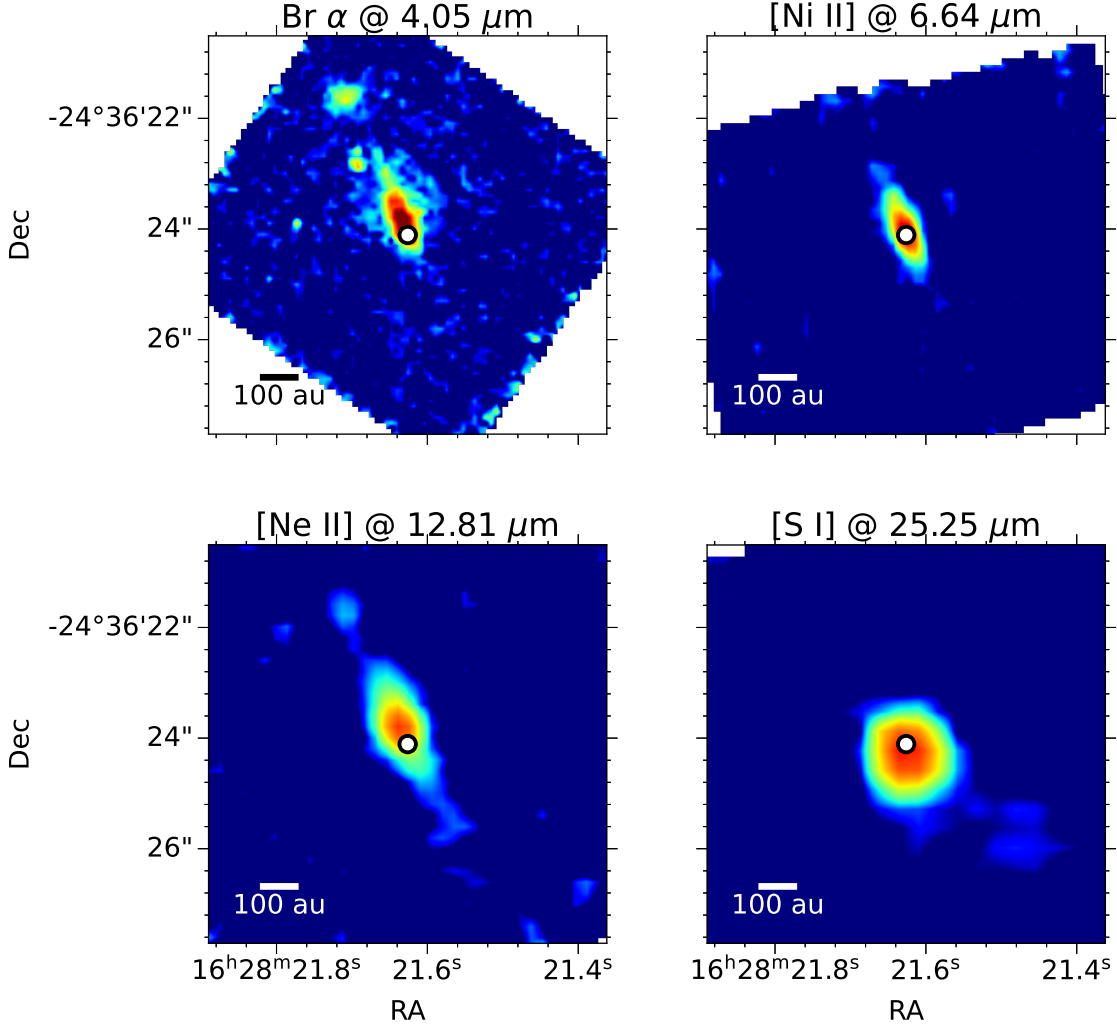 Br α @ 4.05 μm
[Ni II] @ 6.64 μm
-24°36'22"
24"
26"
Dec
100 au
100 au
[Ne II] @ 12.81 μm
[S I] @ 25.25 μm
-24°36'22"
24"
26"
Dec
100 au
100 au
16ʰ28ᵐ21.8ˢ
21.6ˢ
21.4ˢ
16ʰ28ᵐ21.8ˢ
21.6ˢ
21.4ˢ
RA
RA